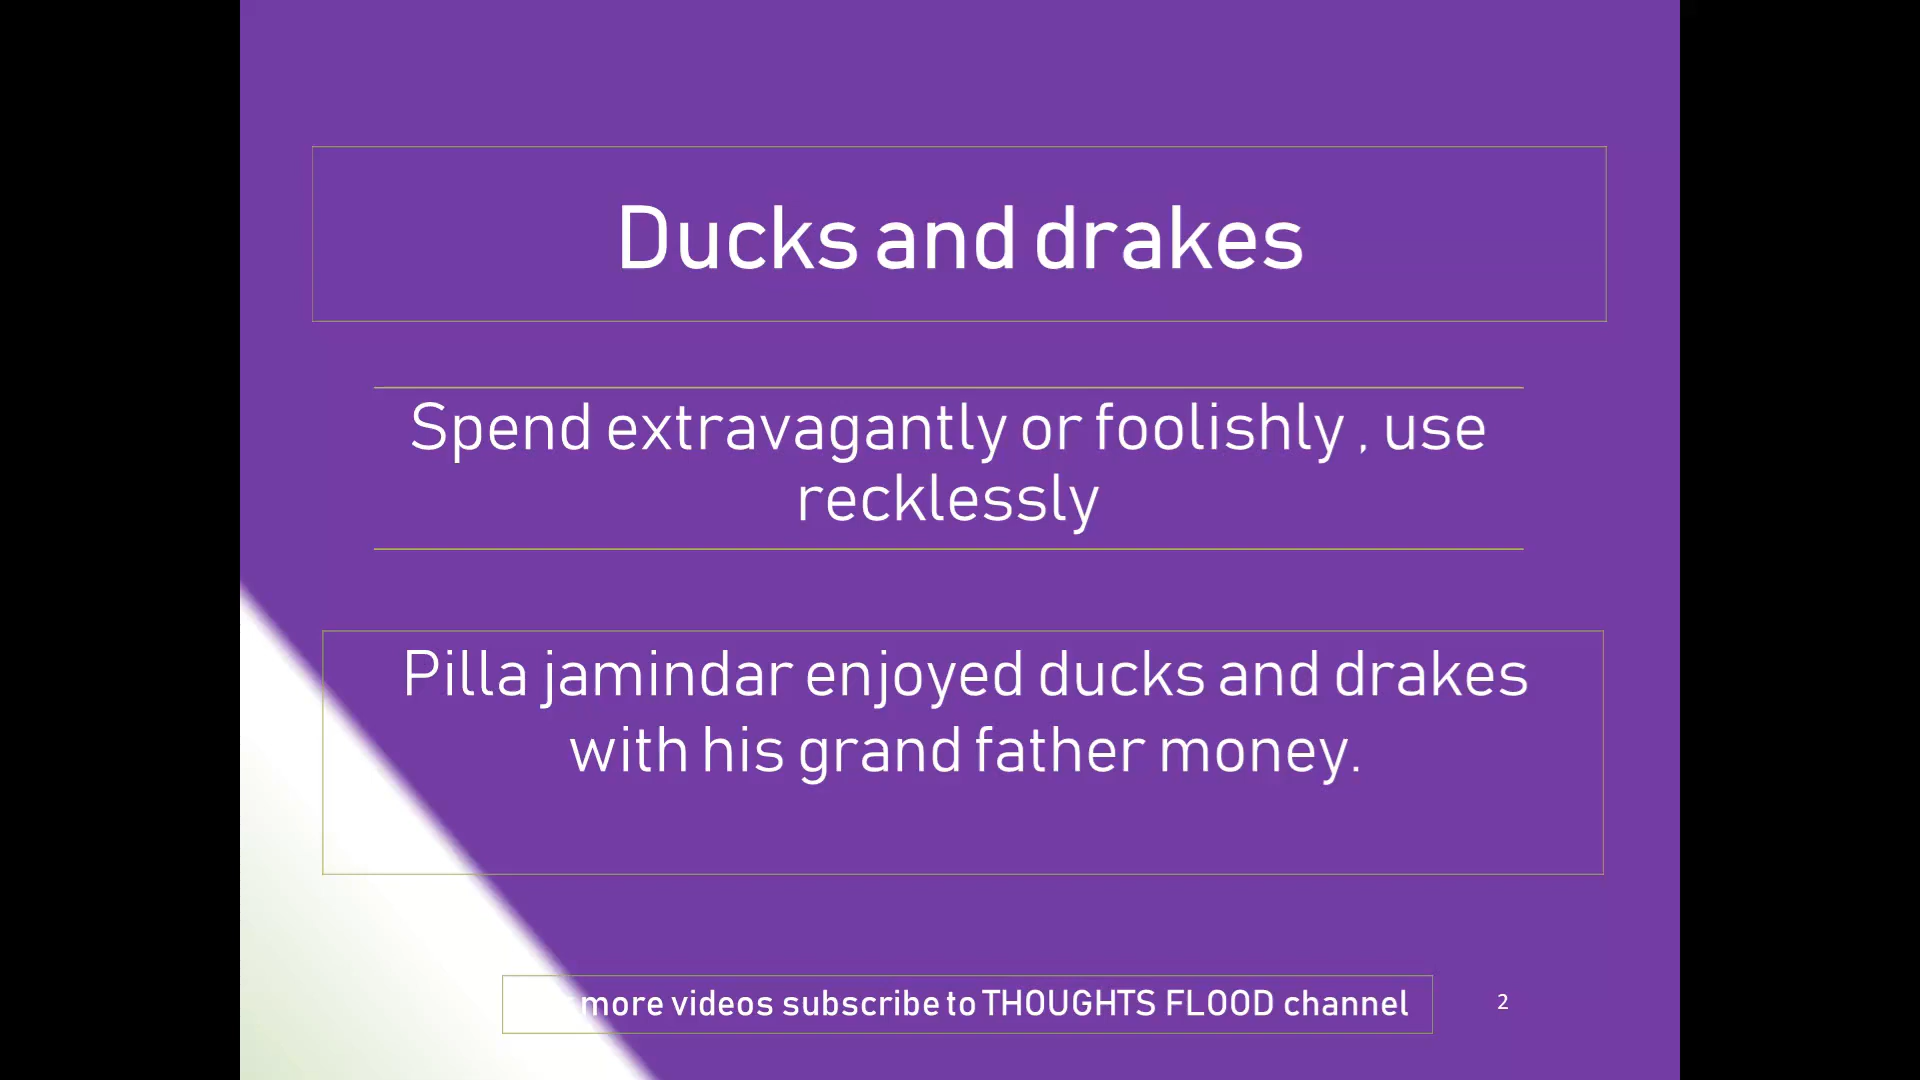 Ducks and drakes
Spend extravagantly or foolishly , use
recklessly
Pilla jamindar enjoyed ducks and drakes
with his grand father money.
more videos subscribe to THOUGHTS FLOOD channel
2